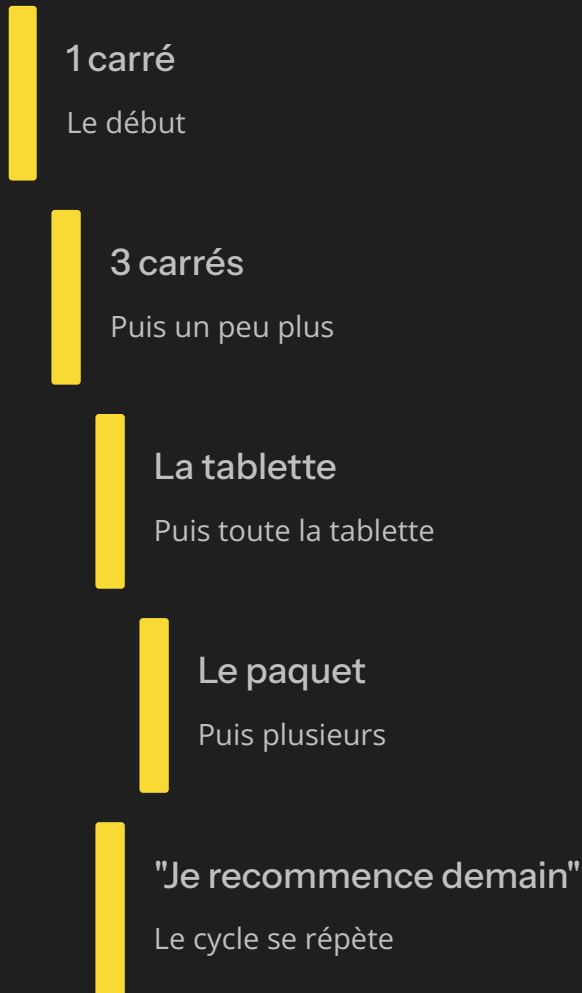 1 carré
Le début
3 carrés
Puis un peu plus
La tablette
Puis toute la tablette
Le paquet
Puis plusieurs
"Je recommence demain"
Le cycle se répète